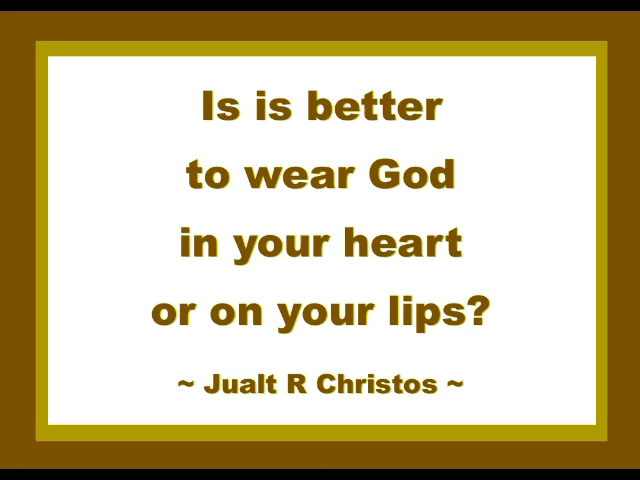 Is is better
to wear God
in your heart
or on your lips?
~ Jualt R Christos ~